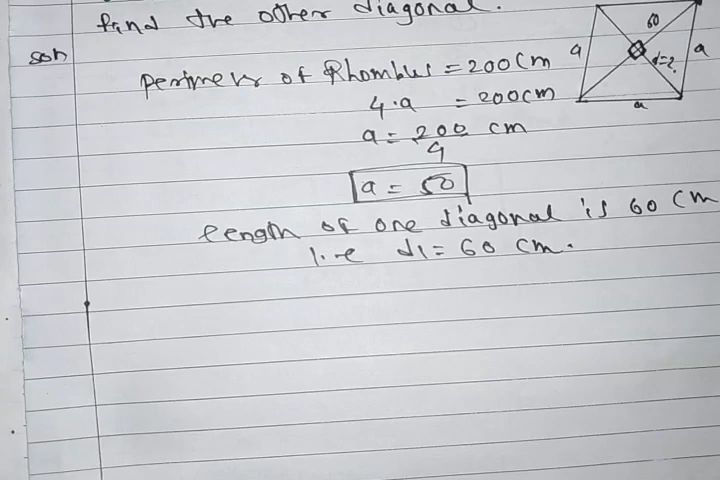 find the other diagonal.
60
soln
a
d=?
a
a
Perimeter of Rhombus = 200 cm
4·a = 200 cm
a = 200 cm
4
a = 50
length of one diagonal is 60 cm
i.e d1 = 60 cm.